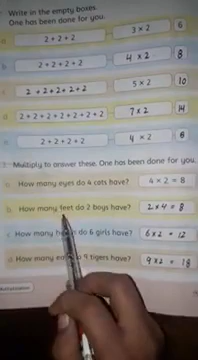 Write in the empty boxes.
One has been done for you.
a 2+2+2 3×2 6
b 2+2+2+2 4×2 8
c 2+2+2+2+2 5×2 10
d 2+2+2+2+2+2+2 7×2 14
e 2+2+2+2 4×2 8
2 Multiply to answer these. One has been done for you.
a How many eyes do 4 cats have? 4×2=8
b How many feet do 2 boys have? 2×4=8
c How many do 6 girls have? 6×2=12
d How many do 9 tigers have? 9×2=18
Multiplication